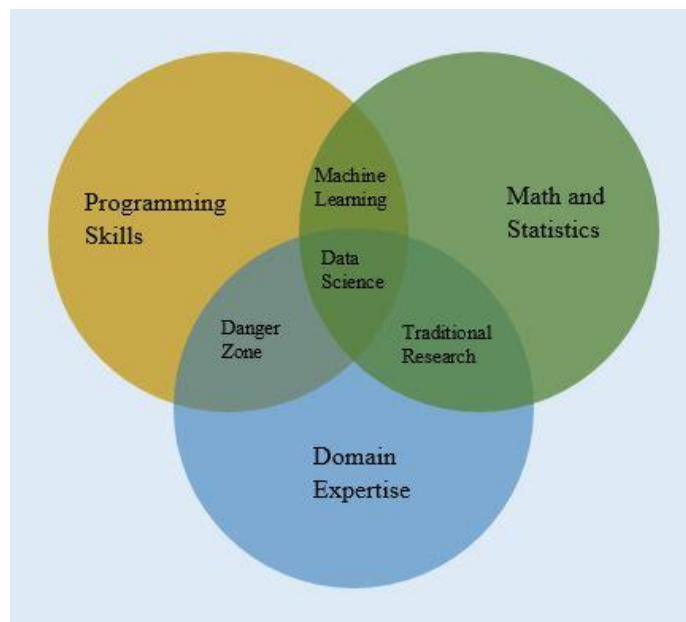 Machine
Learning
Programming
Skills
Math and
Statistics
Data
Science
Danger
Zone
Traditional
Research
Domain
Expertise